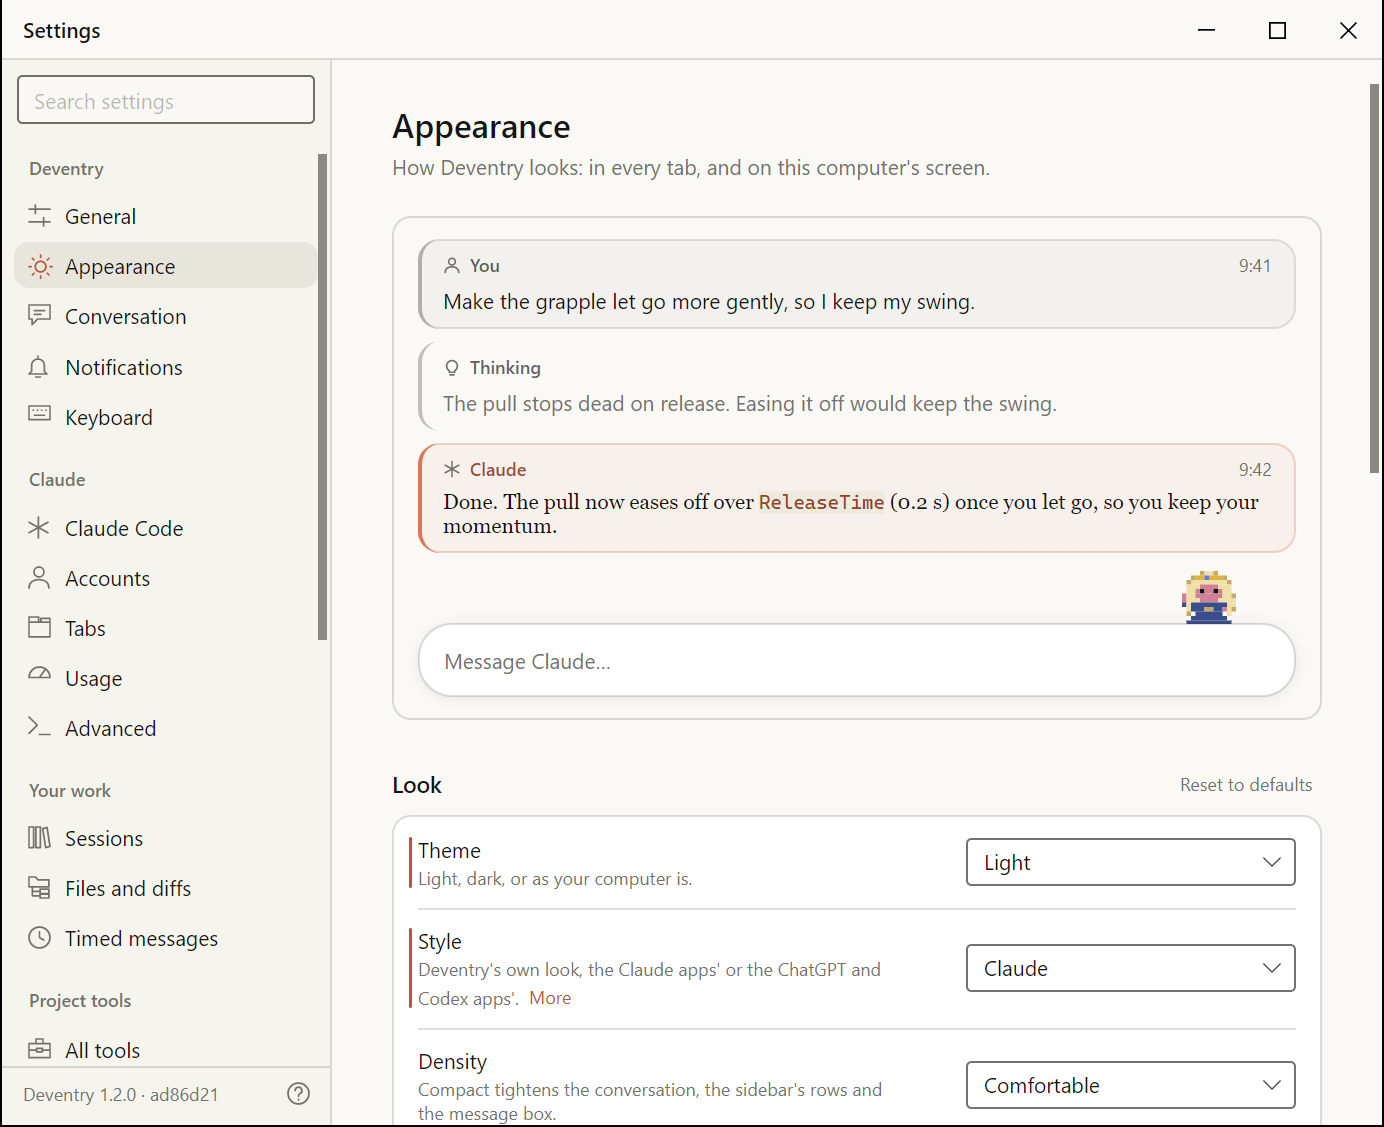 Settings
Search settings
Deventry
General
Appearance
Conversation
Notifications
Keyboard
Claude
Claude Code
Accounts
Tabs
Usage
Advanced
Your work
Sessions
Files and diffs
Timed messages
Project tools
All tools
Deventry 1.2.0 · ad86d21
Appearance
How Deventry looks: in every tab, and on this computer's screen.
You 9:41
Make the grapple let go more gently, so I keep my swing.
Thinking
The pull stops dead on release. Easing it off would keep the swing.
Claude 9:42
Done. The pull now eases off over ReleaseTime (0.2 s) once you let go, so you keep your
momentum.
Message Claude...
Look Reset to defaults
Theme
Light, dark, or as your computer is.
Light
Style
Deventry's own look, the Claude apps' or the ChatGPT and
Codex apps'. More
Claude
Density
Compact tightens the conversation, the sidebar's rows and
the message box.
Comfortable